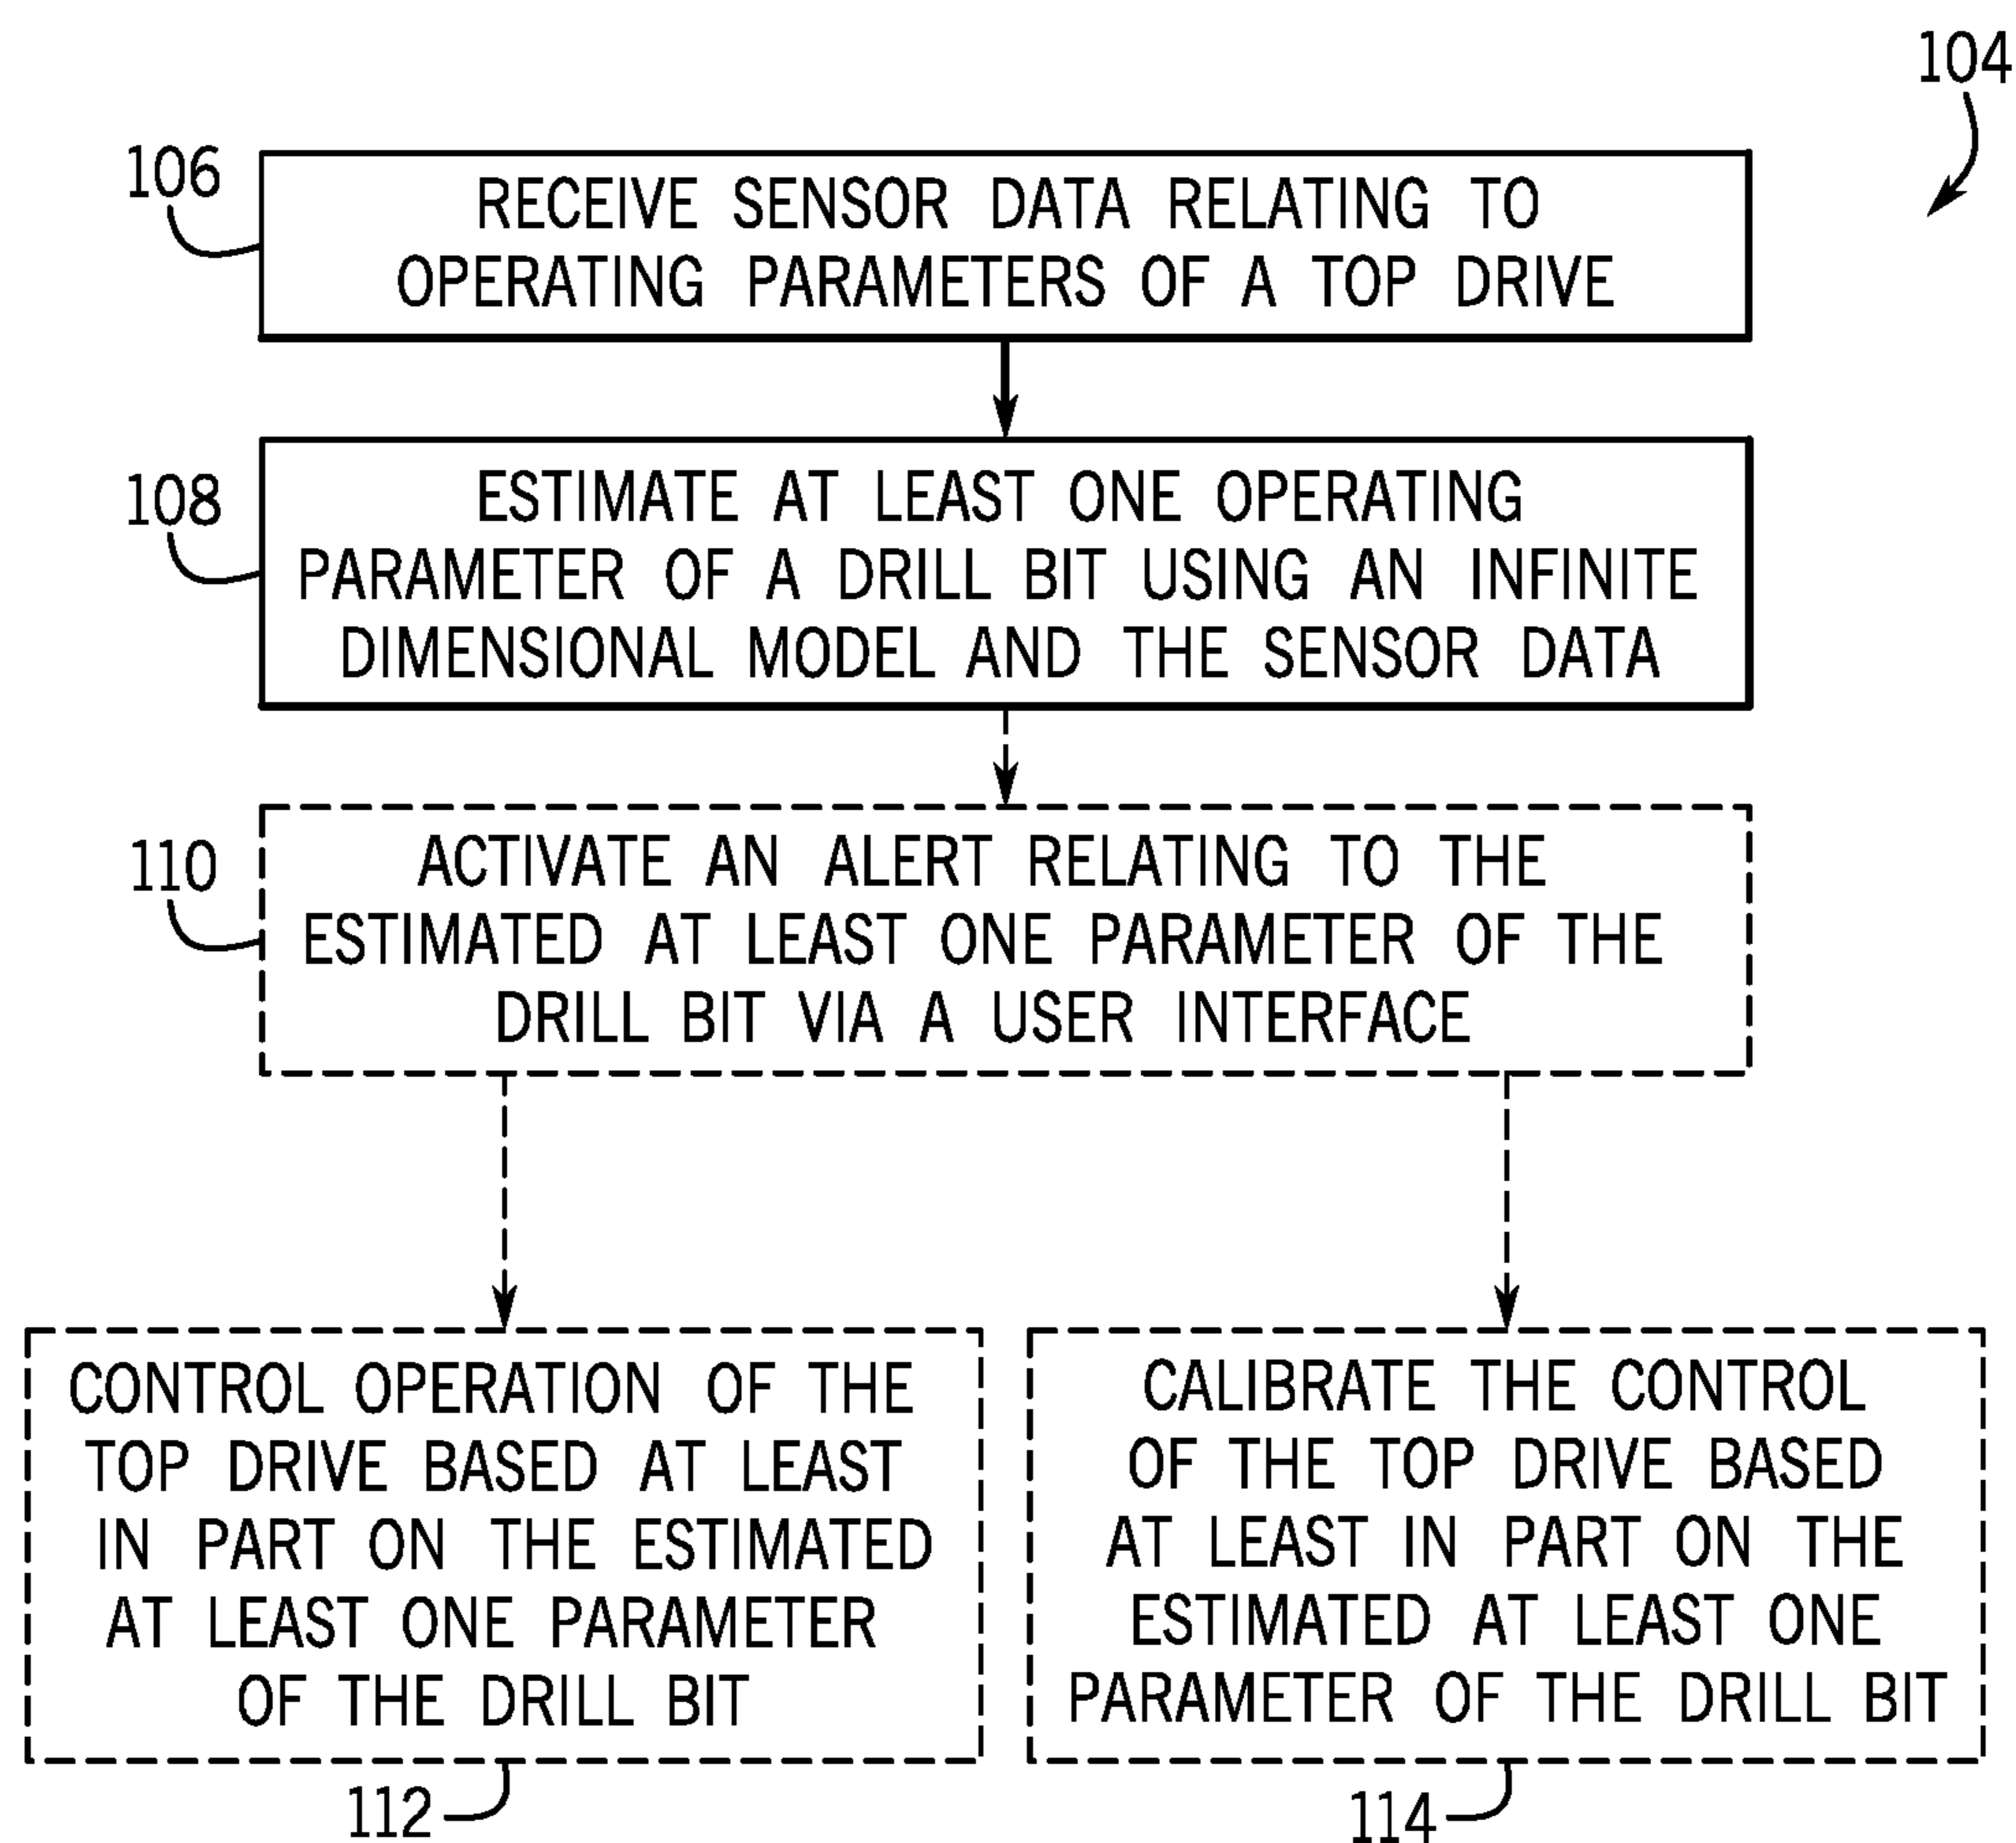 104
106
RECEIVE SENSOR DATA RELATING TO
OPERATING PARAMETERS OF A TOP DRIVE
108
ESTIMATE AT LEAST ONE OPERATING
PARAMETER OF A DRILL BIT USING AN INFINITE
DIMENSIONAL MODEL AND THE SENSOR DATA
110
ACTIVATE AN ALERT RELATING TO THE
ESTIMATED AT LEAST ONE PARAMETER OF THE
DRILL BIT VIA A USER INTERFACE
CONTROL OPERATION OF THE
TOP DRIVE BASED AT LEAST
IN PART ON THE ESTIMATED
AT LEAST ONE PARAMETER
OF THE DRILL BIT
112
CALIBRATE THE CONTROL
OF THE TOP DRIVE BASED
AT LEAST IN PART ON THE
ESTIMATED AT LEAST ONE
PARAMETER OF THE DRILL BIT
114